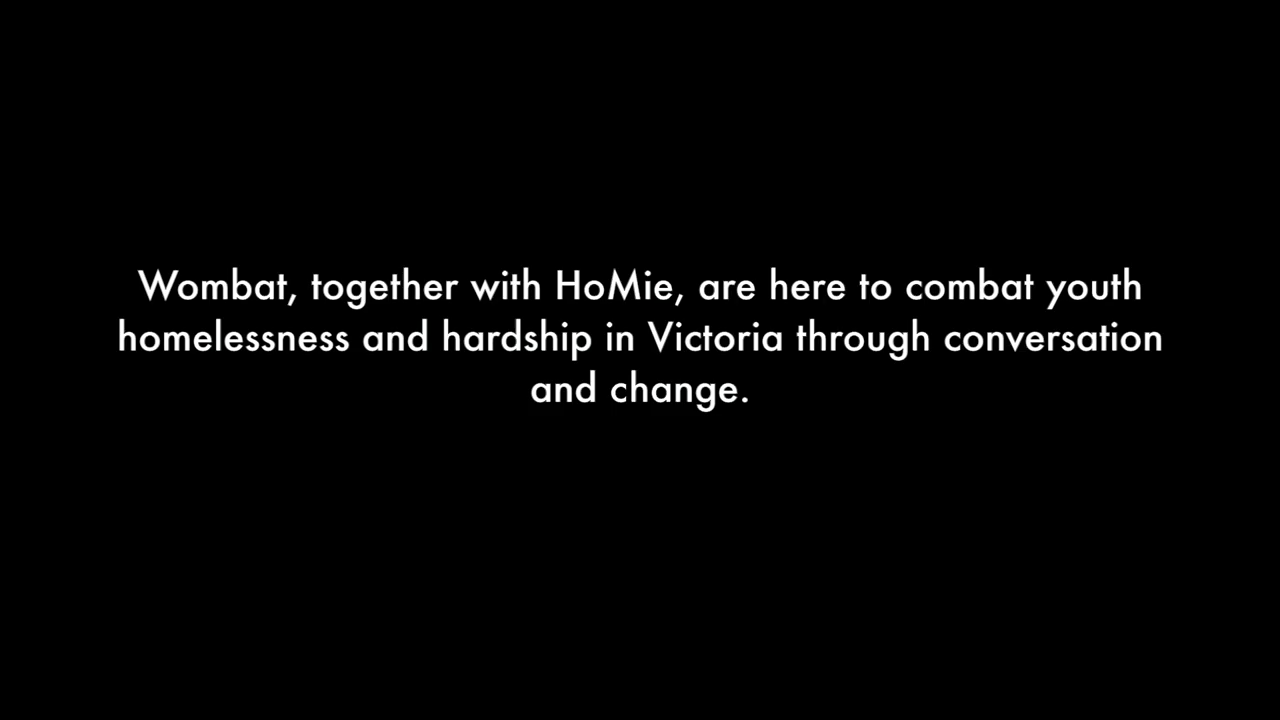 Wombat, together with HoMie, are here to combat youth
homelessness and hardship in Victoria through conversation
and change.